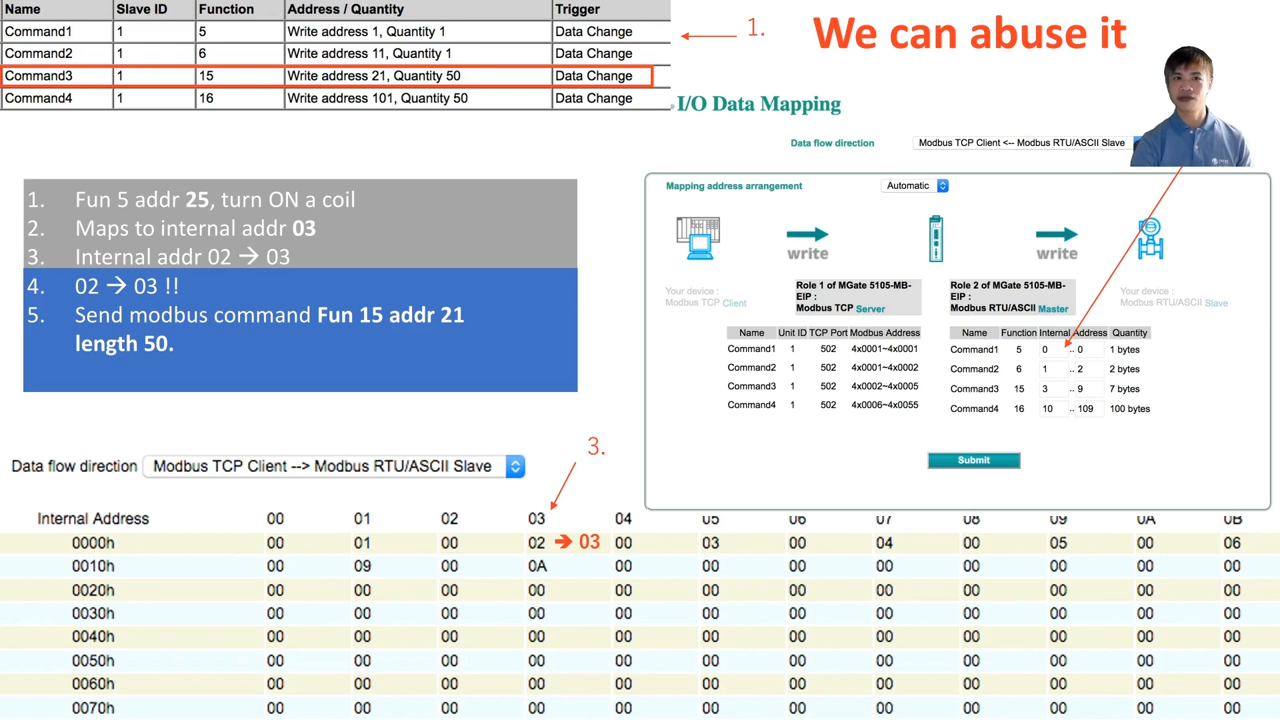 Name Slave ID Function Address / Quantity Trigger
Command1 1 5 Write address 1, Quantity 1 Data Change
Command2 1 6 Write address 11, Quantity 1 Data Change
Command3 1 15 Write address 21, Quantity 50 Data Change
Command4 1 16 Write address 101, Quantity 50 Data Change
1.
We can abuse it
I/O Data Mapping
Data flow direction Modbus TCP Client <-- Modbus RTU/ASCII Slave
Mapping address arrangement Automatic
write write
Your device :
Modbus TCP Client
Role 1 of MGate 5105-MB-
EIP :
Modbus TCP Server
Role 2 of MGate 5105-MB-
EIP :
Modbus RTU/ASCII Master
Your device :
Modbus RTU/ASCII Slave
Name Unit ID TCP Port Modbus Address
Command1 1 502 4x0001~4x0001
Command2 1 502 4x0001~4x0002
Command3 1 502 4x0002~4x0005
Command4 1 502 4x0006~4x0055
Name Function Internal Address Quantity
Command1 5 0 .. 0 1 bytes
Command2 6 1 .. 2 2 bytes
Command3 15 3 .. 9 7 bytes
Command4 16 10 .. 109 100 bytes
Submit
1. Fun 5 addr 25, turn ON a coil
2. Maps to internal addr 03
3. Internal addr 02 → 03
4. 02 → 03 !!
5. Send modbus command Fun 15 addr 21
length 50.
3.
Data flow direction Modbus TCP Client --> Modbus RTU/ASCII Slave
Internal Address 00 01 02 03 04 05 06 07 08 09 0A 0B
0000h 00 01 00 02 → 03 00 03 00 04 00 05 00 06
0010h 00 09 00 0A 00 00 00 00 00 00 00 00
0020h 00 00 00 00 00 00 00 00 00 00 00 00
0030h 00 00 00 00 00 00 00 00 00 00 00 00
0040h 00 00 00 00 00 00 00 00 00 00 00 00
0050h 00 00 00 00 00 00 00 00 00 00 00 00
0060h 00 00 00 00 00 00 00 00 00 00 00 00
0070h 00 00 00 00 00 00 00 00 00 00 00 00